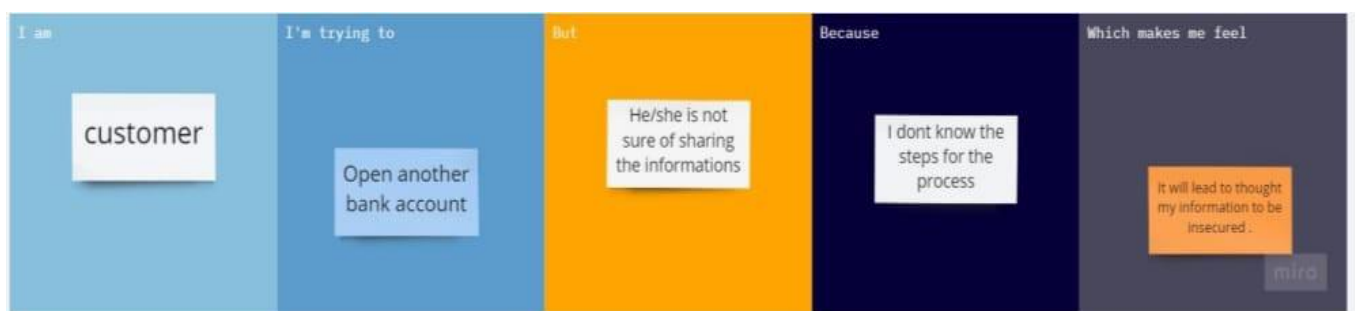 I am
customer
I'm trying to
Open another
bank account
But
He/she is not
sure of sharing
the informations
Because
I dont know the
steps for the
process
Which makes me feel
It will lead to thought
my information to be
insecured .
miro